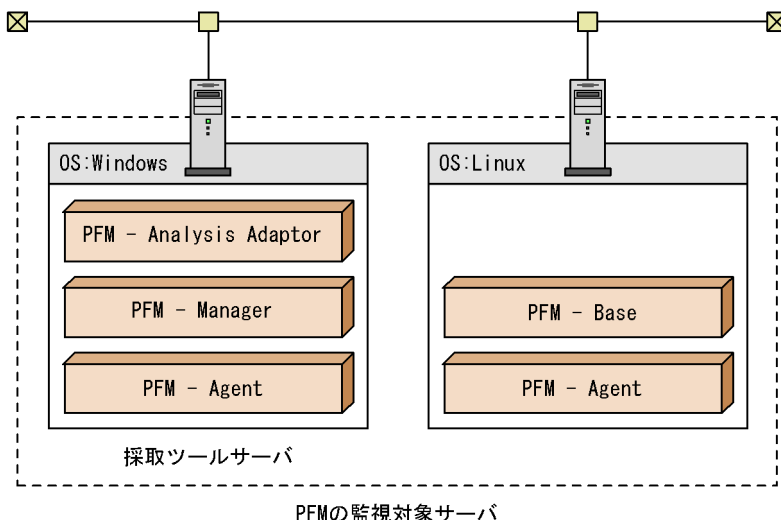 OS:Windows
PFM - Analysis Adaptor
PFM - Manager
PFM - Agent
採取ツールサーバ
OS:Linux
PFM - Base
PFM - Agent
PFMの監視対象サーバ